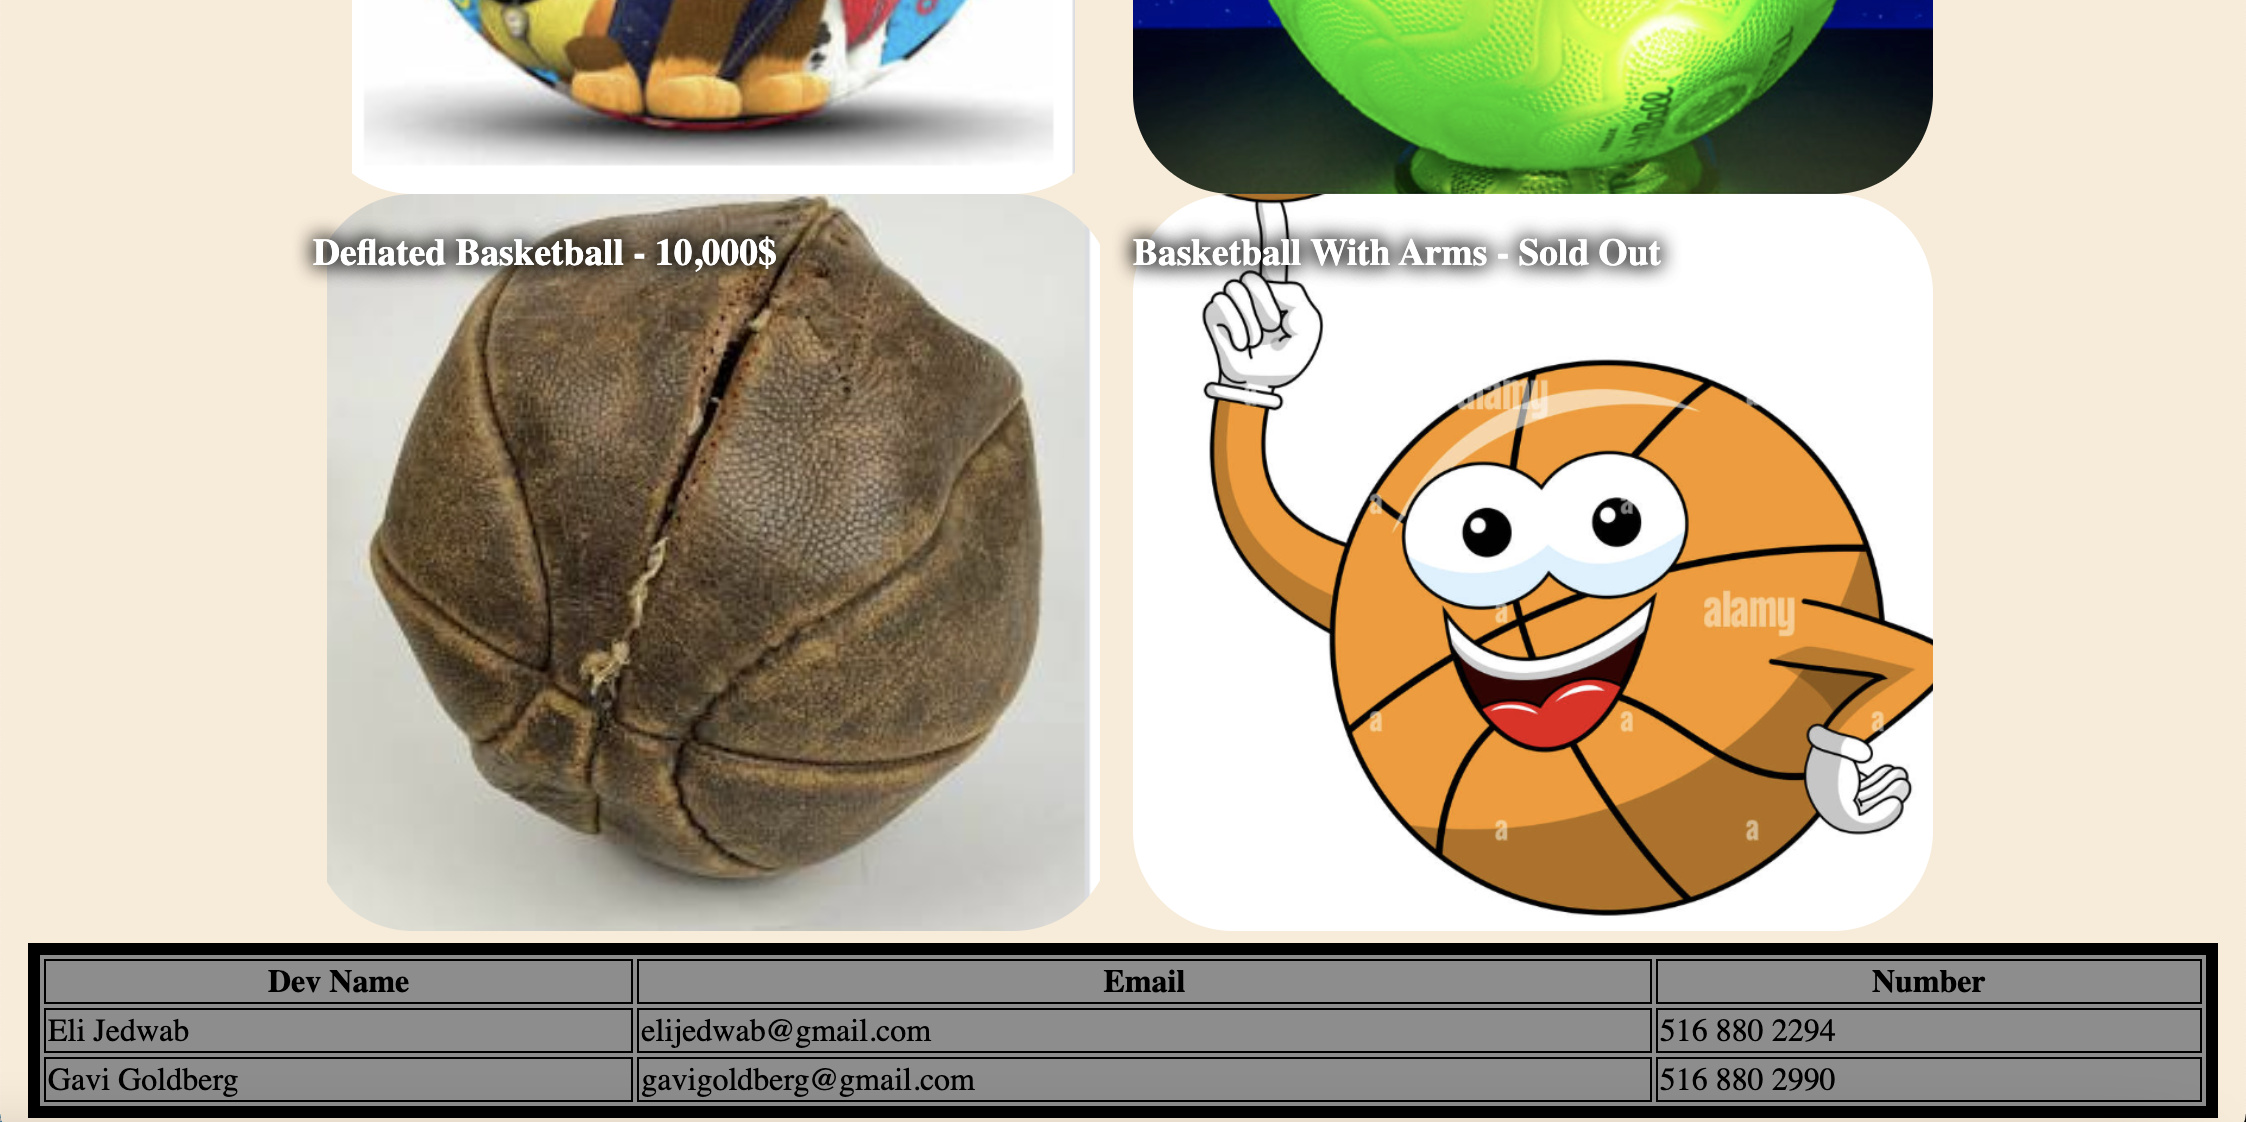 Deflated Basketball - 10,000$
Basketball With Arms - Sold Out
alamy
alamy
a
a
a
a
a
a
a
a
Dev Name Email Number
Eli Jedwab elijedwab@gmail.com 516 880 2294
Gavi Goldberg gavigoldberg@gmail.com 516 880 2990